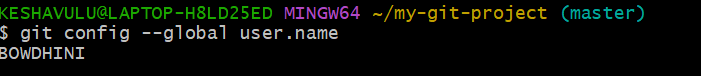 KESHAVULU@LAPTOP-H8LD25ED MINGW64 ~/my-git-project (master)
$ git config --global user.name
BOWDHINI